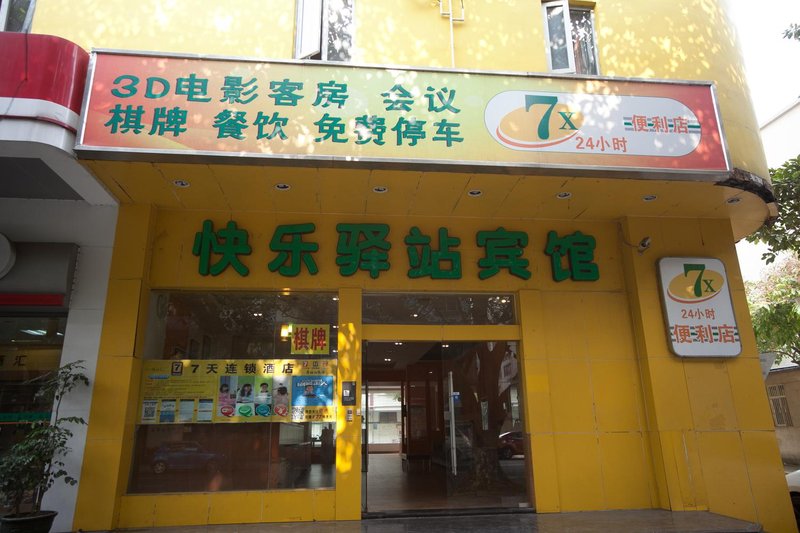 3D电影客房 会议
棋牌 餐饮 免费停车
7X
便利店
24小时
快乐驿站宾馆
7X
24小时
便利店
棋牌
7天连锁酒店